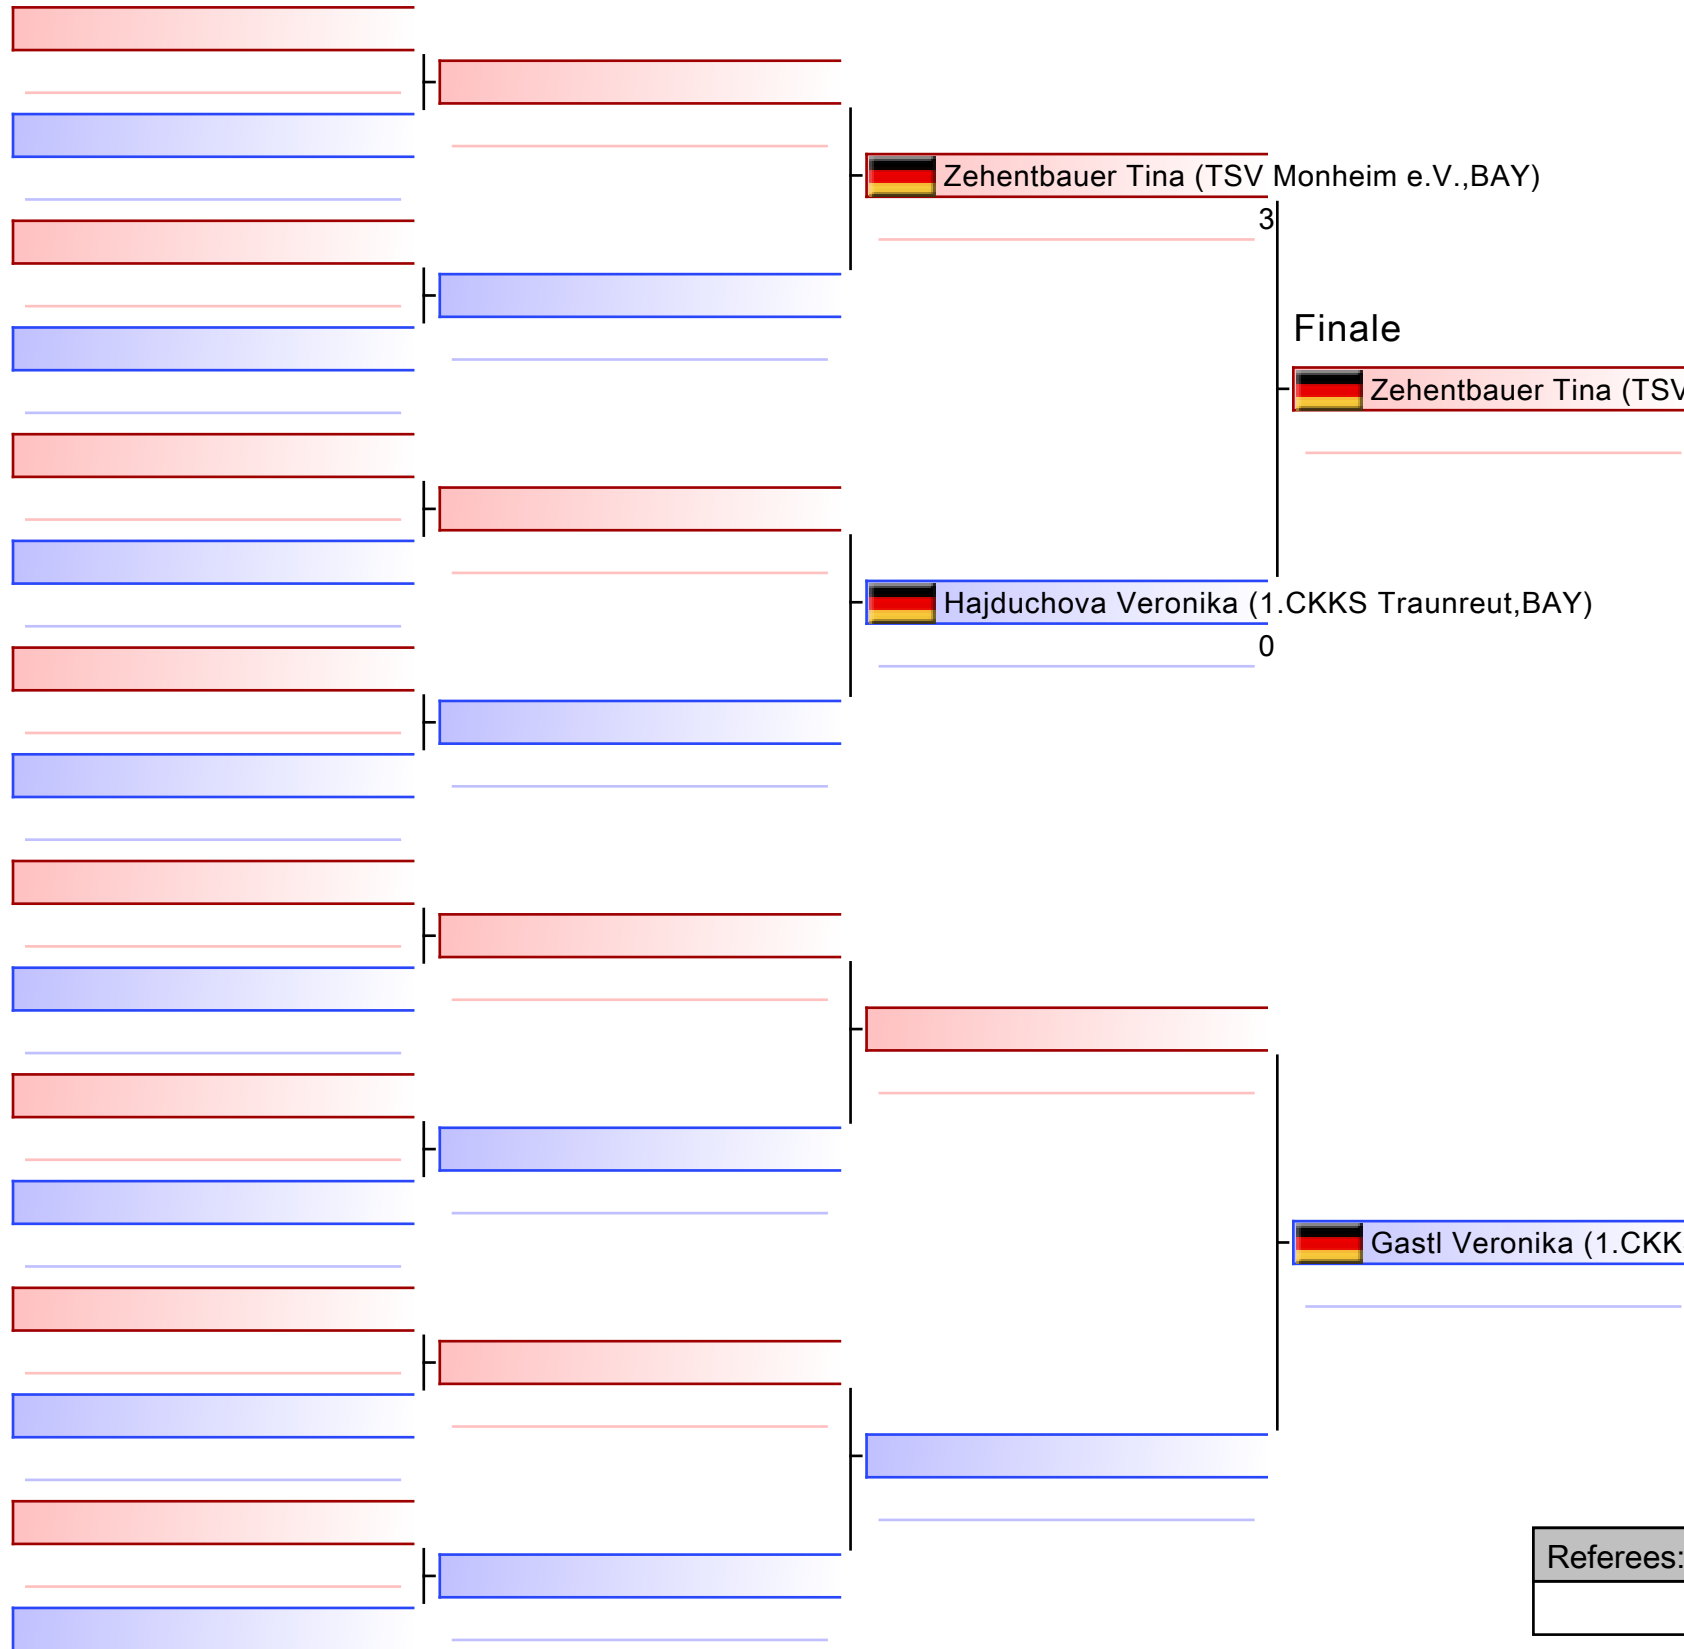 Zehentbauer Tina (TSV Monheim e.V.,BAY)
3
Finale
Zehentbauer Tina (TSV
Hajduchova Veronika (1.CKKS Traunreut,BAY)
0
Gastl Veronika (1.CKK
Referees: